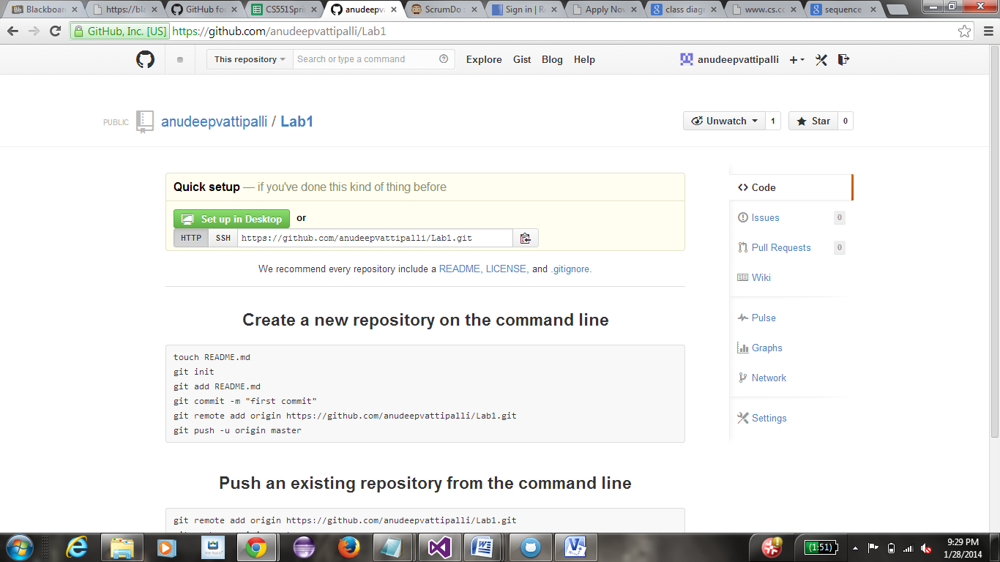 Blackboar
https://bla
GitHub fo
CS551Spri
anudeepv
ScrumDo
Sign in | R
Apply Nov
class diag
www.cs.cc
sequence
GitHub, Inc. [US] https://github.com/anudeepvattipalli/Lab1
This repository Search or type a command Explore Gist Blog Help anudeepvattipalli
PUBLIC anudeepvattipalli / Lab1 Unwatch 1 Star 0
Quick setup — if you've done this kind of thing before
Set up in Desktop or
HTTP SSH https://github.com/anudeepvattipalli/Lab1.git
We recommend every repository include a README, LICENSE, and .gitignore.
Create a new repository on the command line
touch README.md
git init
git add README.md
git commit -m "first commit"
git remote add origin https://github.com/anudeepvattipalli/Lab1.git
git push -u origin master
Push an existing repository from the command line
git remote add origin https://github.com/anudeepvattipalli/Lab1.git
Code
Issues 0
Pull Requests 0
Wiki
Pulse
Graphs
Network
Settings
(1:51)
9:29 PM
1/28/2014